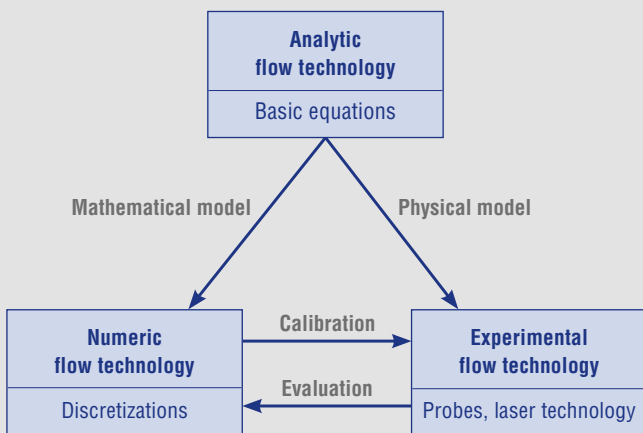 Analytic
flow technology
Basic equations
Mathematical model
Physical model
Numeric
flow technology
Discretizations
Calibration
Evaluation
Experimental
flow technology
Probes, laser technology